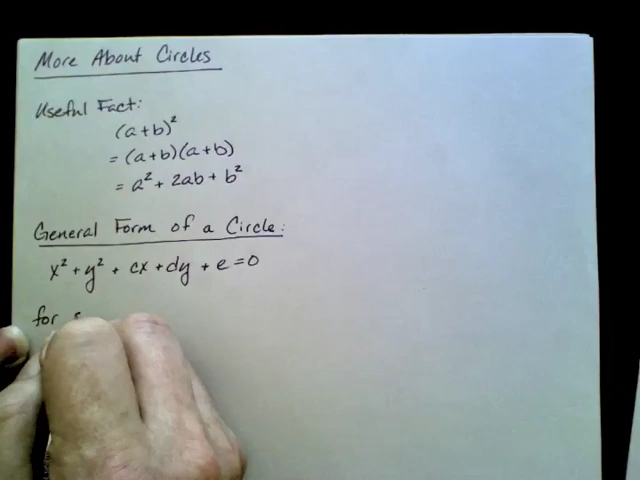 More About Circles
Useful Fact:
(a+b)²
= (a+b)(a+b)
= a² + 2ab + b²
General Form of a Circle:
x² + y² + cx + dy + e = 0
for